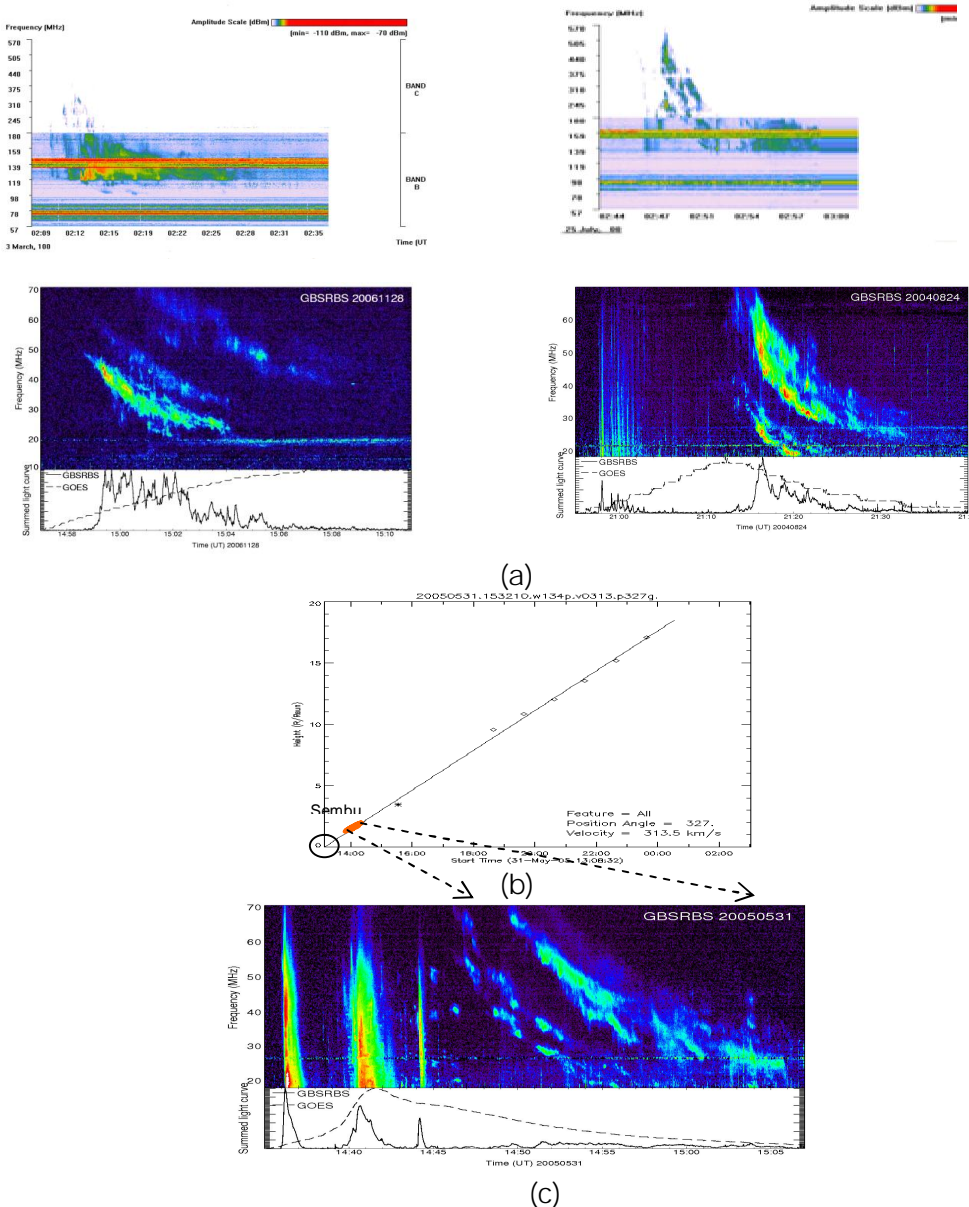 Amplitude Scale [dBm]
Frequency [MHz]
(min= -110 dBm, max= -70 dBm)
570
505
440
375
310
245
180
159
139
119
98
78
57
BAND
C
BAND
B
02:09 02:12 02:15 02:19 02:22 02:25 02:28 02:31 02:35
Time (UT
3 March, 100
Amplitude Scale [dBm]
Frequency [MHz]
570
505
440
375
310
245
180
159
139
119
98
78
57
02:44 02:47 02:51 02:54 02:57 03:00
25 July,
GBSRBS 20061128
Frequency (MHz)
70
60
50
40
30
20
10
Summed light curve
GBSRBS
GOES
14:58 15:00 15:02 15:04 15:06 15:08 15:10
Time (UT) 20061128
GBSRBS 20040824
Frequency (MHz)
60
50
40
30
20
Summed light curve
GBSRBS
GOES
21:00 21:10 21:20 21:30
Time (UT) 20040824
(a)
20050531.153210.w134p.v0313.p327g.
Height (R/Rsun)
20
15
10
5
0
Sembu
Feature = All
Position Angle = 327.
Velocity = 313.5 km/s
14:00 16:00 18:00 20:00 22:00 00:00 02:00
Start Time (31-May-05 13:08:32)
(b)
GBSRBS 20050531
Frequency (MHz)
70
60
50
40
30
20
Summed light curve
GBSRBS
GOES
14:40 14:45 14:50 14:55 15:00 15:05
Time (UT) 20050531
(c)